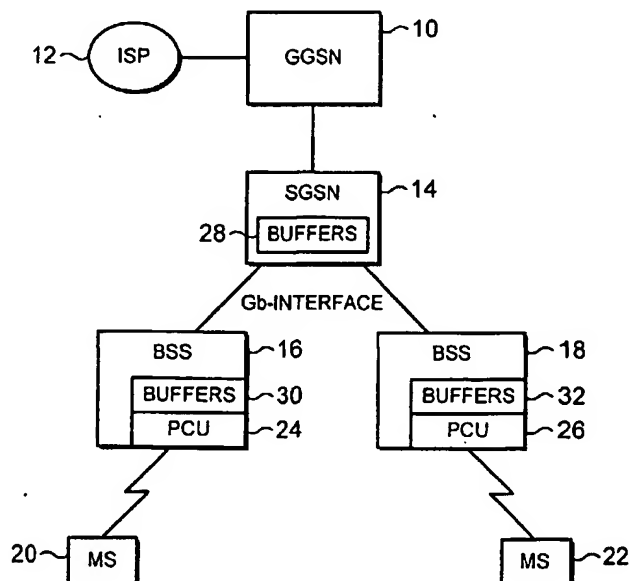 10
12 ISP GGSN
SGSN 14
28 BUFFERS
Gb-INTERFACE
BSS 16 BSS 18
BUFFERS 30 BUFFERS 32
PCU 24 PCU 26
20 MS MS 22